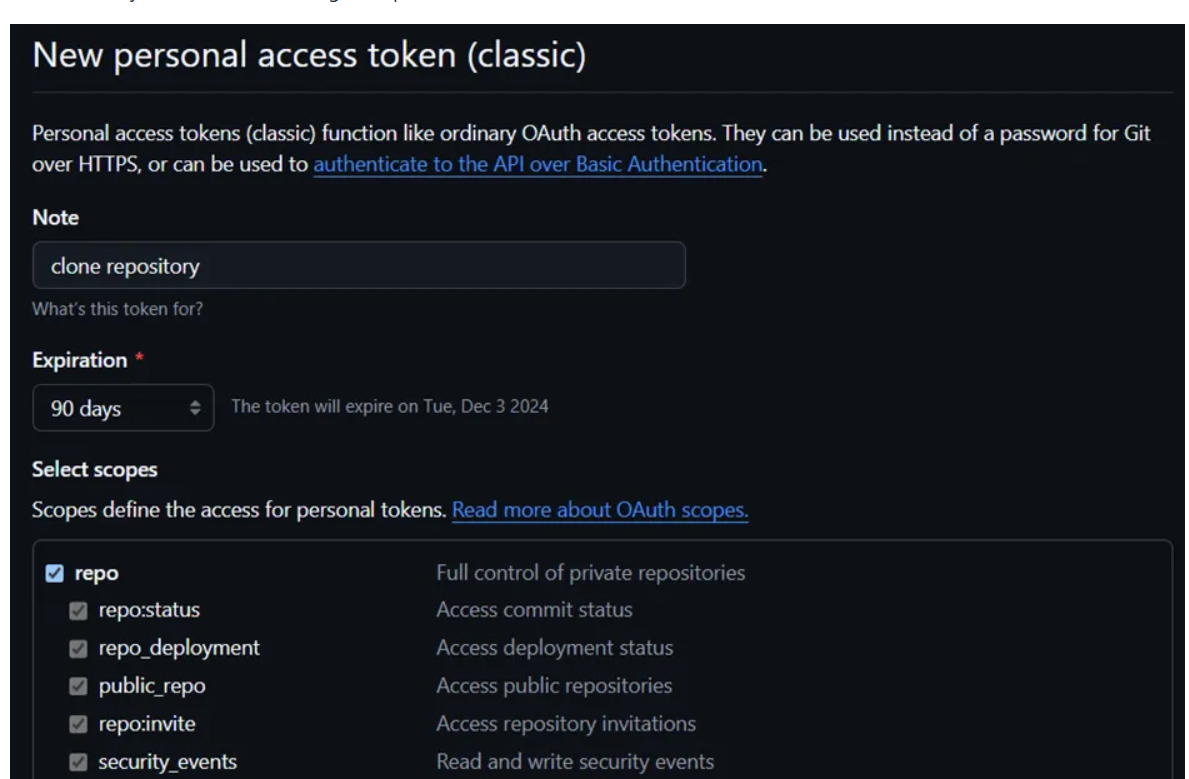 New personal access token (classic)
Personal access tokens (classic) function like ordinary OAuth access tokens. They can be used instead of a password for Git
over HTTPS, or can be used to authenticate to the API over Basic Authentication.
Note
clone repository
What's this token for?
Expiration *
90 days The token will expire on Tue, Dec 3 2024
Select scopes
Scopes define the access for personal tokens. Read more about OAuth scopes.
repo Full control of private repositories
repo:status Access commit status
repo_deployment Access deployment status
public_repo Access public repositories
repo:invite Access repository invitations
security_events Read and write security events